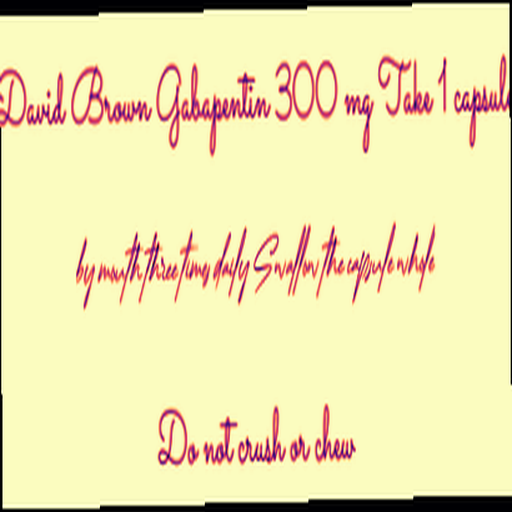 David Brown Gabapentin 300 mg Take 1 capsule
by mouth three times daily Swallow the capsule whole
Do not crush or chew